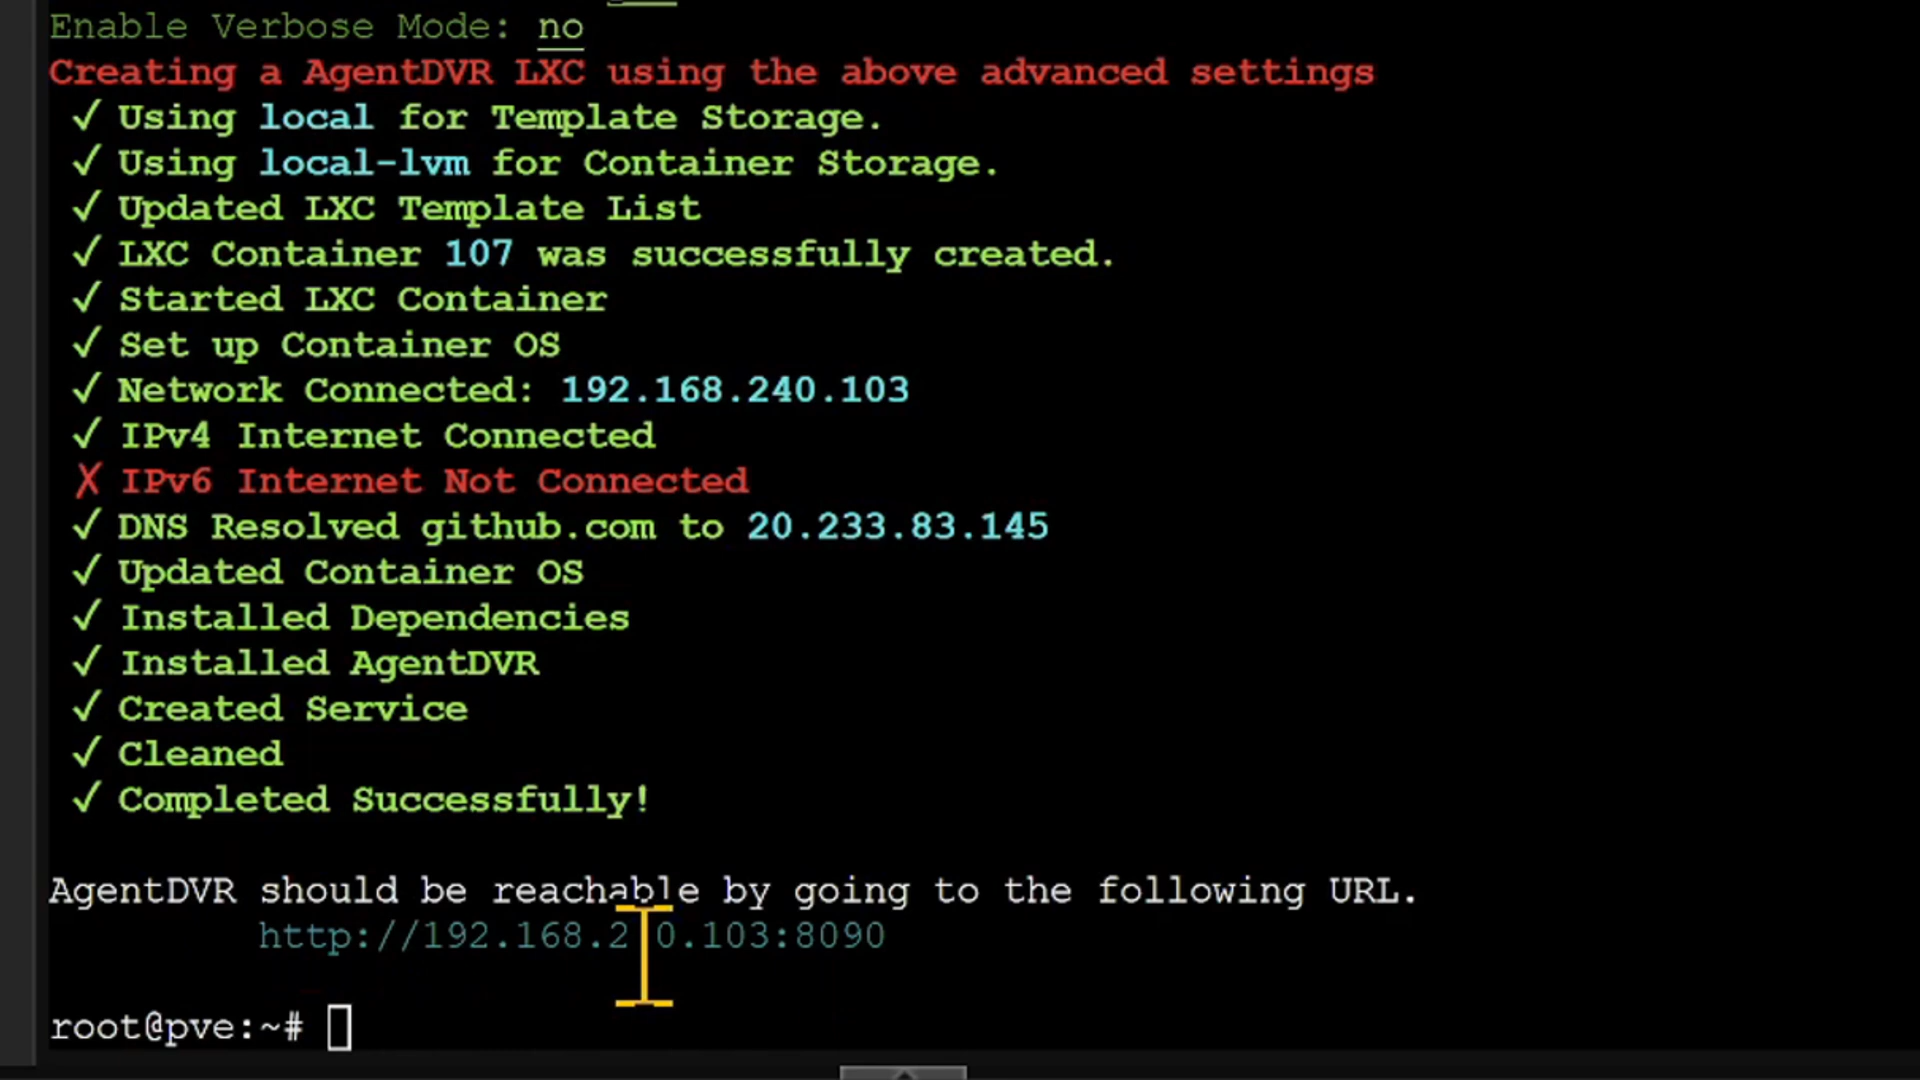 Enable Verbose Mode: no
Creating a AgentDVR LXC using the above advanced settings
✓ Using local for Template Storage.
✓ Using local-lvm for Container Storage.
✓ Updated LXC Template List
✓ LXC Container 107 was successfully created.
✓ Started LXC Container
✓ Set up Container OS
✓ Network Connected: 192.168.240.103
✓ IPv4 Internet Connected
✗ IPv6 Internet Not Connected
✓ DNS Resolved github.com to 20.233.83.145
✓ Updated Container OS
✓ Installed Dependencies
✓ Installed AgentDVR
✓ Created Service
✓ Cleaned
✓ Completed Successfully!
AgentDVR should be reachable by going to the following URL.
http://192.168.240.103:8090
root@pve:~#